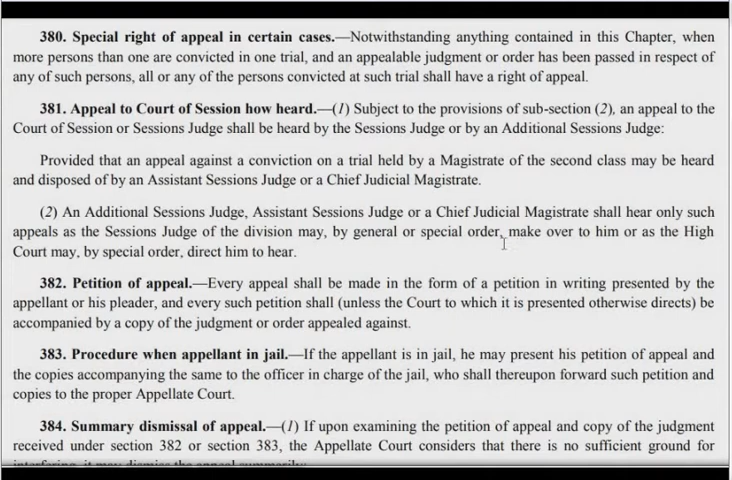 380. Special right of appeal in certain cases.—Notwithstanding anything contained in this Chapter, when
more persons than one are convicted in one trial, and an appealable judgment or order has been passed in respect of
any of such persons, all or any of the persons convicted at such trial shall have a right of appeal.
381. Appeal to Court of Session how heard.—(1) Subject to the provisions of sub-section (2), an appeal to the
Court of Session or Sessions Judge shall be heard by the Sessions Judge or by an Additional Sessions Judge:
Provided that an appeal against a conviction on a trial held by a Magistrate of the second class may be heard
and disposed of by an Assistant Sessions Judge or a Chief Judicial Magistrate.
(2) An Additional Sessions Judge, Assistant Sessions Judge or a Chief Judicial Magistrate shall hear only such
appeals as the Sessions Judge of the division may, by general or special order, make over to him or as the High
Court may, by special order, direct him to hear.
382. Petition of appeal.—Every appeal shall be made in the form of a petition in writing presented by the
appellant or his pleader, and every such petition shall (unless the Court to which it is presented otherwise directs) be
accompanied by a copy of the judgment or order appealed against.
383. Procedure when appellant in jail.—If the appellant is in jail, he may present his petition of appeal and
the copies accompanying the same to the officer in charge of the jail, who shall thereupon forward such petition and
copies to the proper Appellate Court.
384. Summary dismissal of appeal.—(1) If upon examining the petition of appeal and copy of the judgment
received under section 382 or section 383, the Appellate Court considers that there is no sufficient ground for
interfering, it may dismiss the appeal summarily: